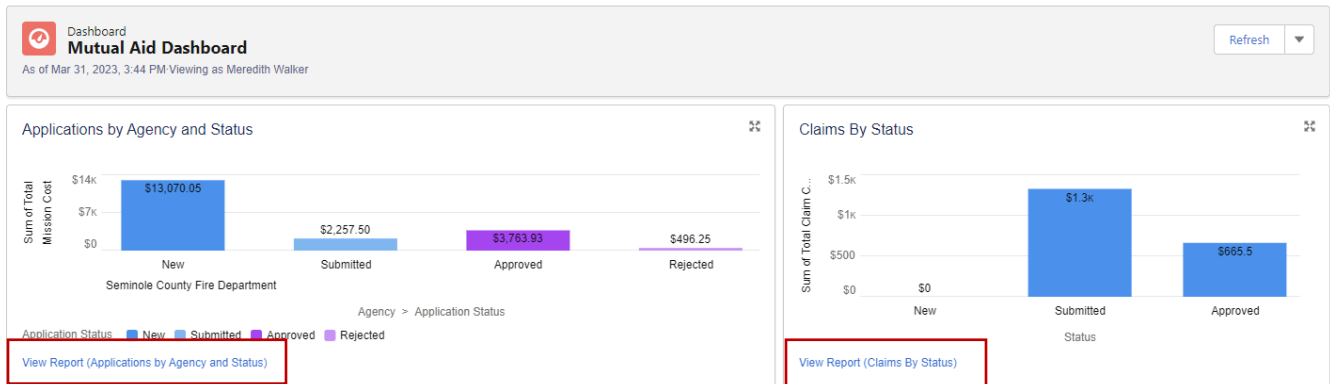 Dashboard
Mutual Aid Dashboard
As of Mar 31, 2023, 3:44 PM·Viewing as Meredith Walker
Refresh
Applications by Agency and Status
Sum of Total
Mission Cost
$14K
$7K
$0
$13,070.05
$2,257.50
$3,763.93
$496.25
New
Submitted
Approved
Rejected
Seminole County Fire Department
Agency > Application Status
Application Status New Submitted Approved Rejected
View Report (Applications by Agency and Status)
Claims By Status
Sum of Total Claim C...
$1.5K
$1K
$500
$0
$0
$1.3K
$665.5
New
Submitted
Approved
Status
View Report (Claims By Status)